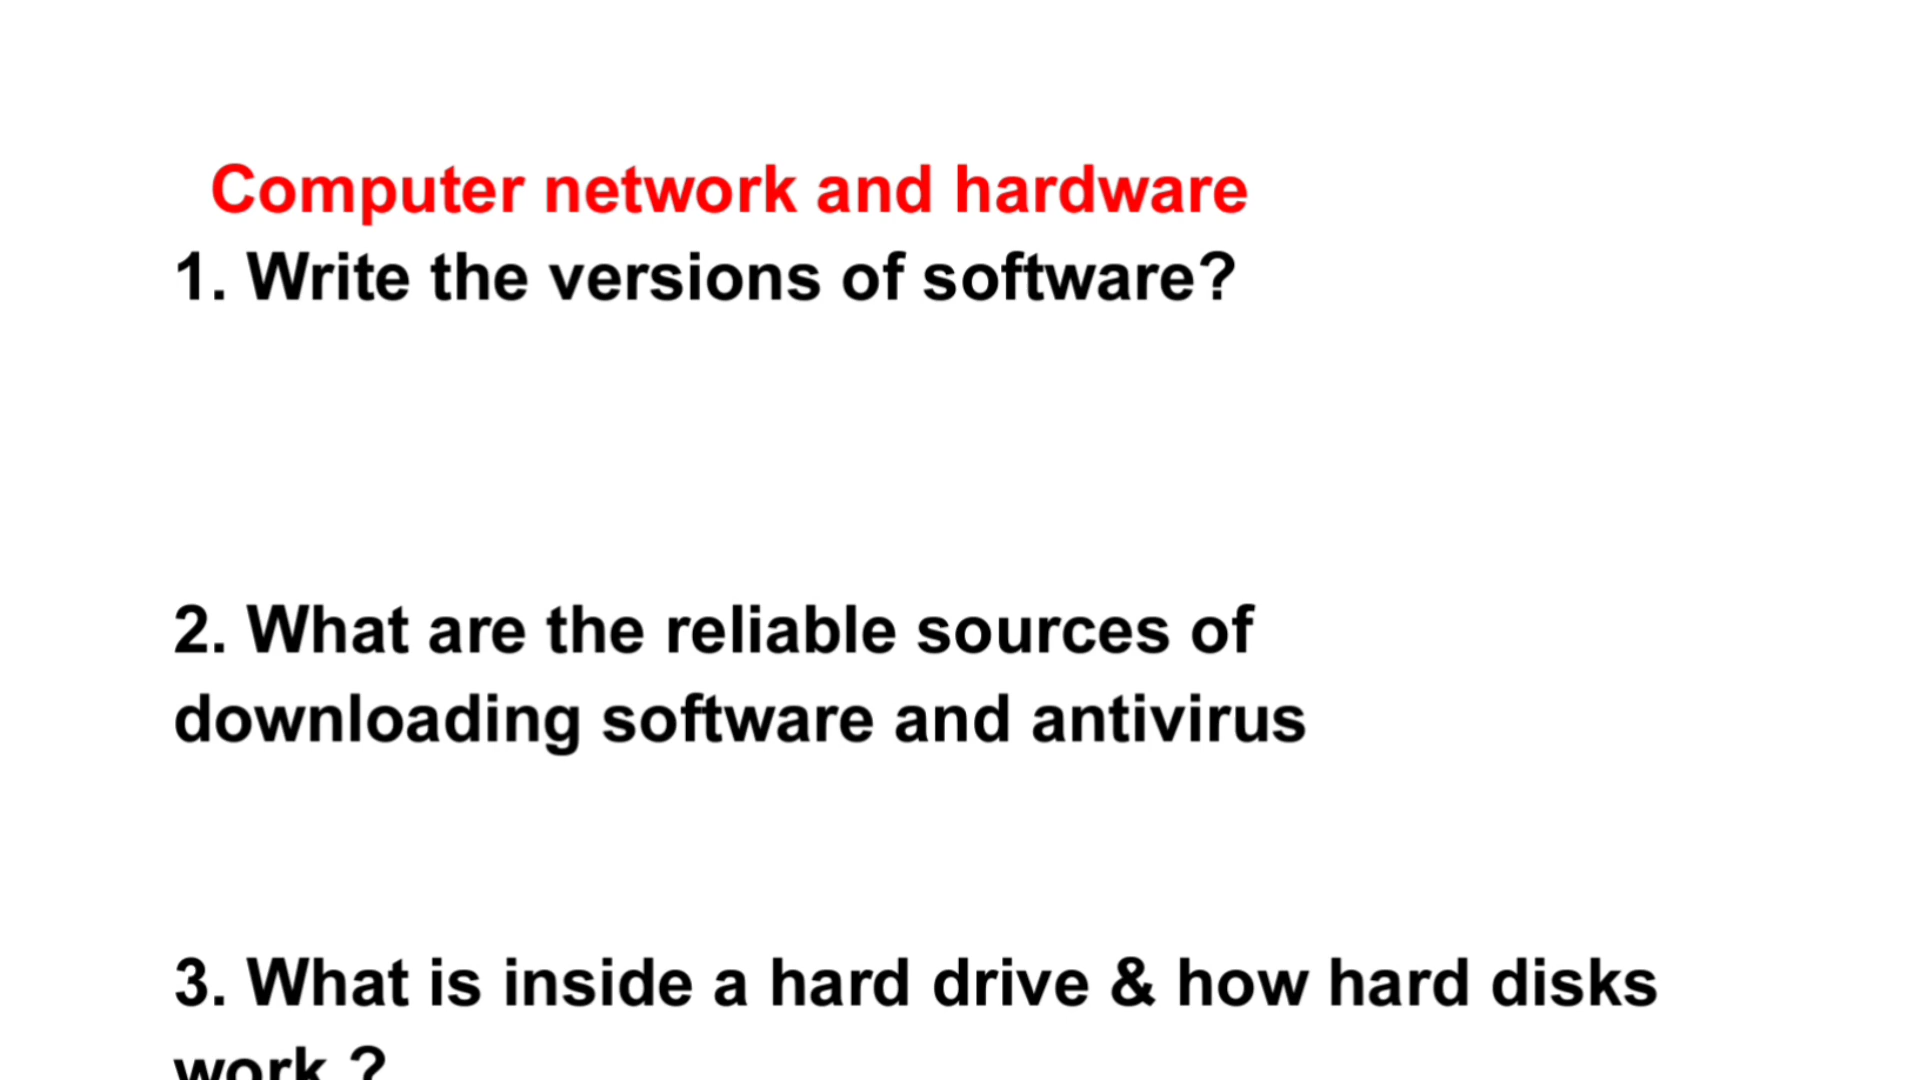 Computer network and hardware
1. Write the versions of software?
2. What are the reliable sources of
downloading software and antivirus
3. What is inside a hard drive & how hard disks
work ?